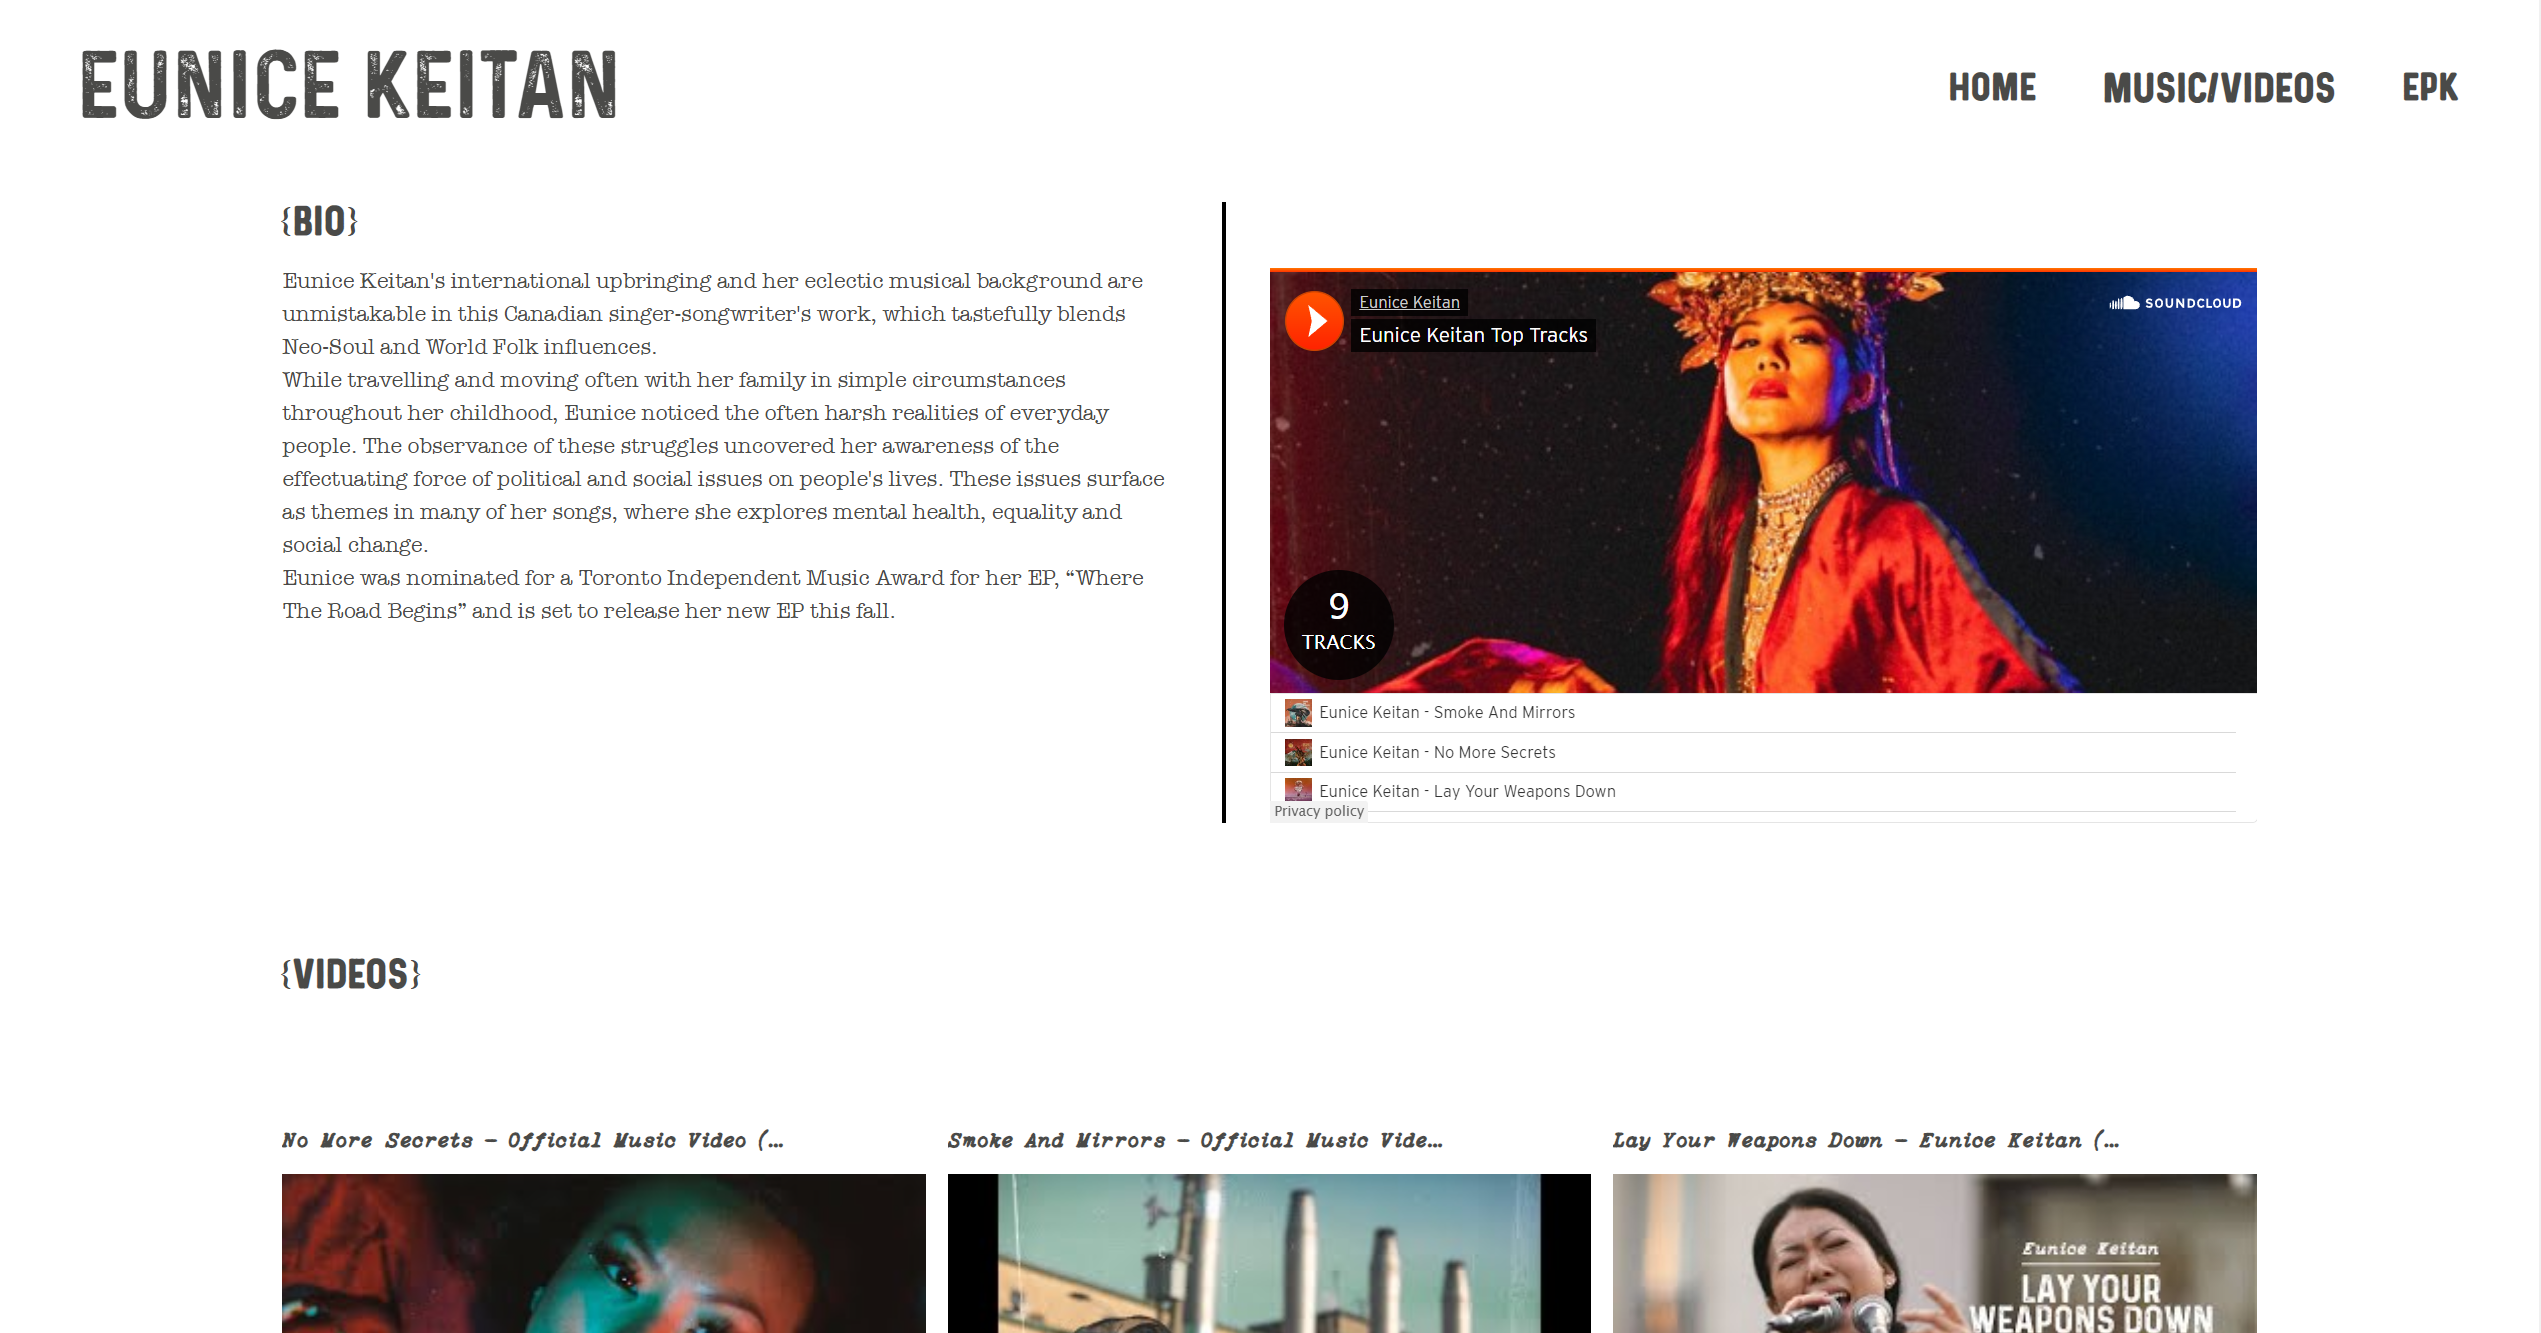 EUNICE KEITAN
HOME
MUSIC/VIDEOS
EPK
{BIO}
Eunice Keitan's international upbringing and her eclectic musical background are
unmistakable in this Canadian singer-songwriter's work, which tastefully blends
Neo-Soul and World Folk influences.
While travelling and moving often with her family in simple circumstances
throughout her childhood, Eunice noticed the often harsh realities of everyday
people. The observance of these struggles uncovered her awareness of the
effectuating force of political and social issues on people's lives. These issues surface
as themes in many of her songs, where she explores mental health, equality and
social change.
Eunice was nominated for a Toronto Independent Music Award for her EP, “Where
The Road Begins” and is set to release her new EP this fall.
Eunice Keitan
Eunice Keitan Top Tracks
SOUNDCLOUD
9
TRACKS
Eunice Keitan - Smoke And Mirrors
Eunice Keitan - No More Secrets
Eunice Keitan - Lay Your Weapons Down
Privacy policy
{VIDEOS}
No More Secrets - Official Music Video (...
Smoke And Mirrors - Official Music Vide...
Lay Your Weapons Down - Eunice Keitan (...
Eunice Keitan
LAY YOUR
WEAPONS DOWN